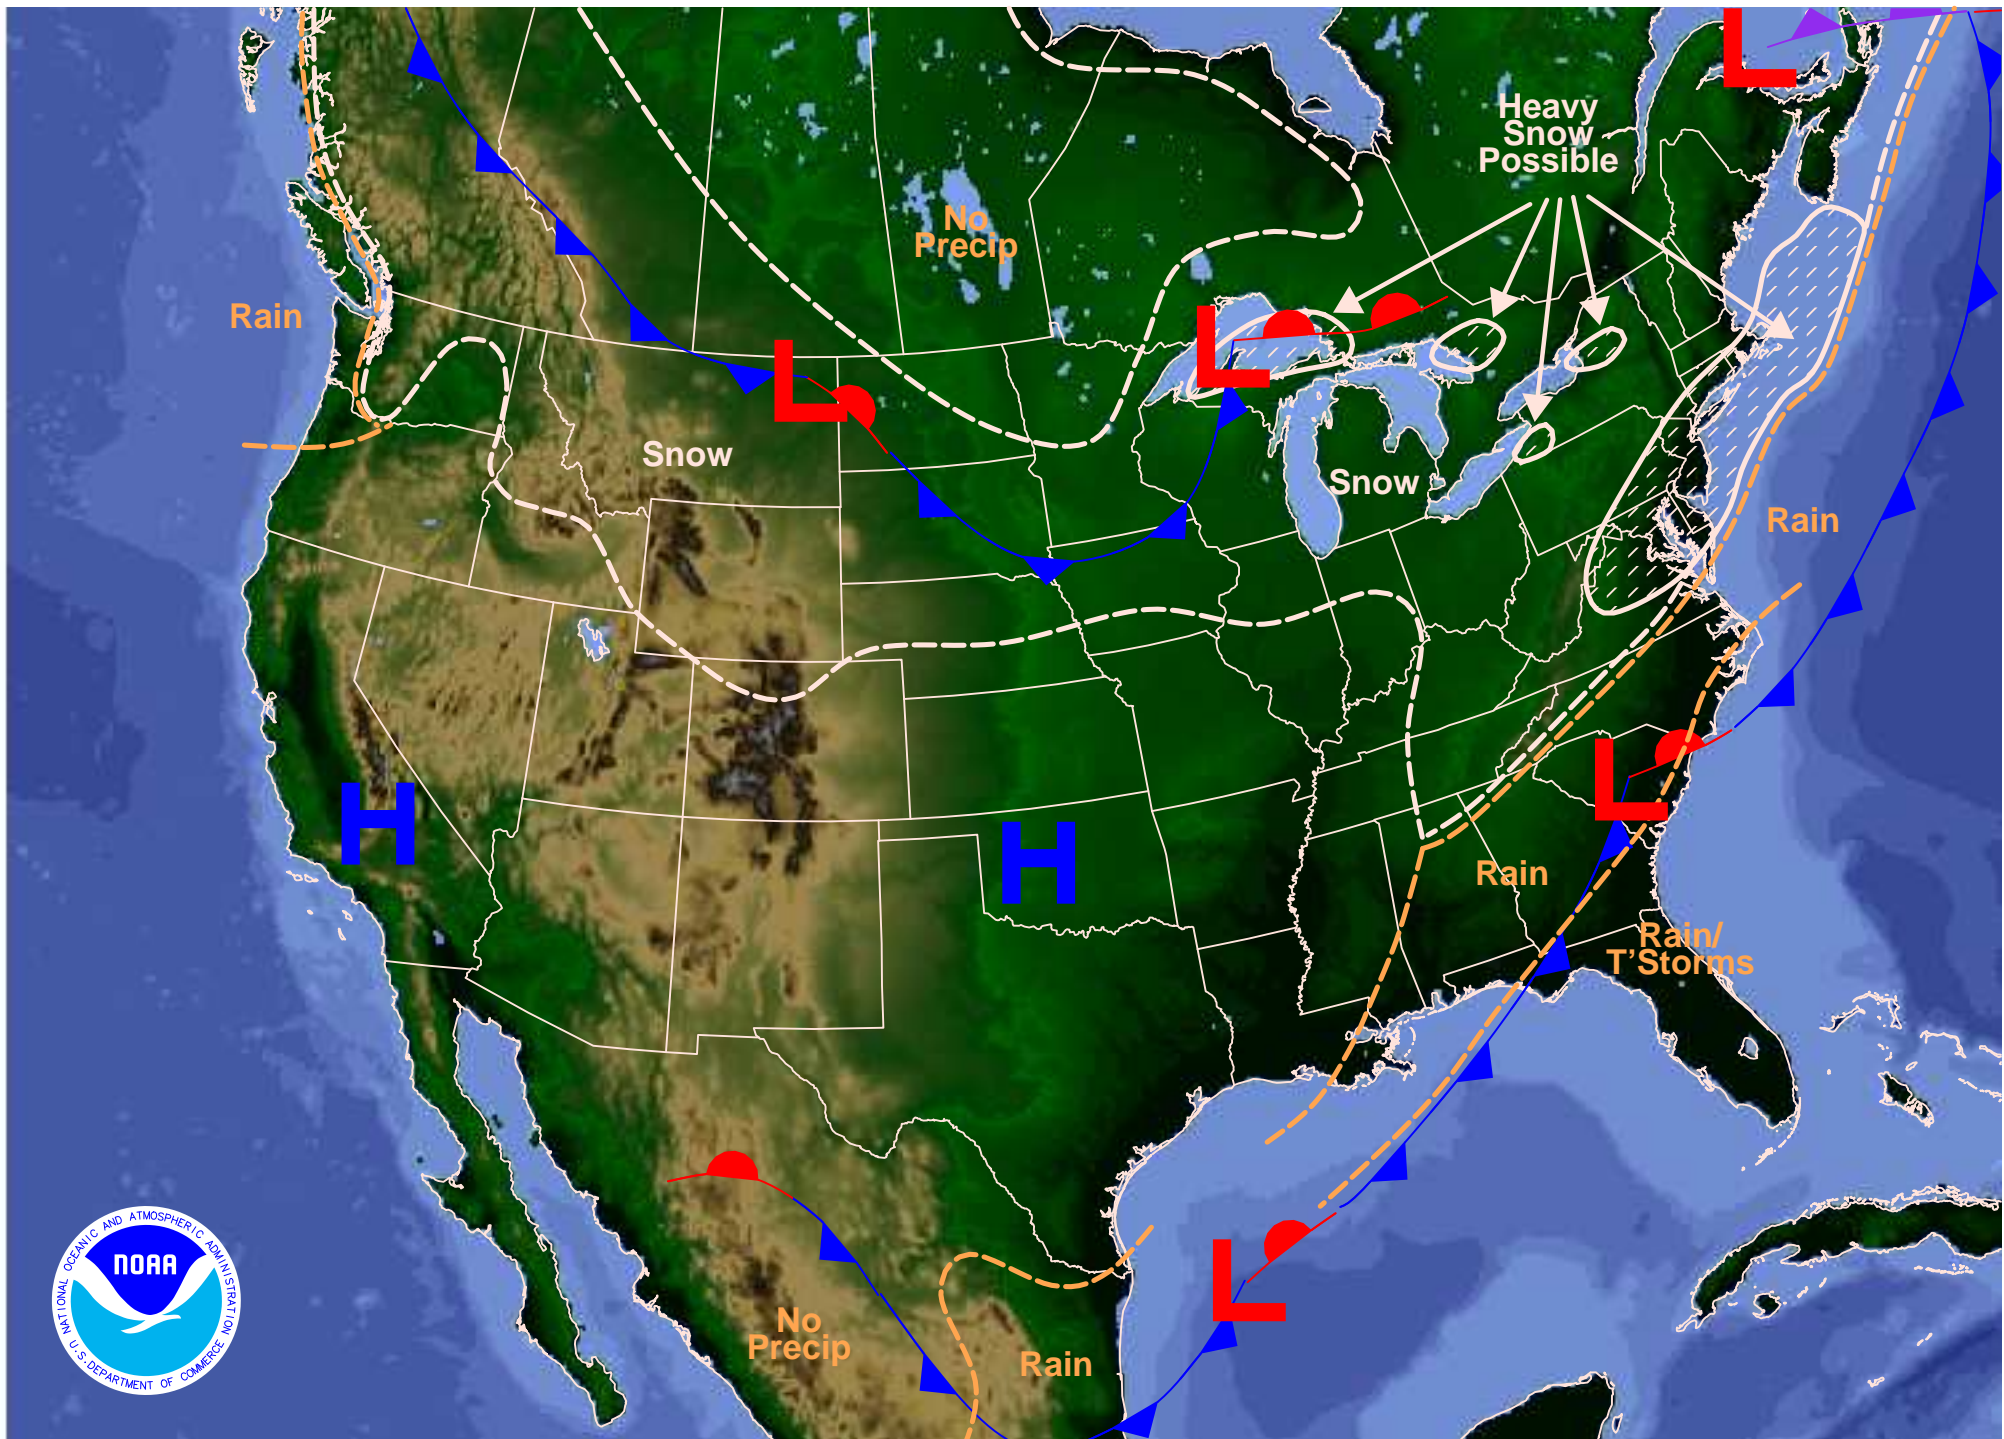 Heavy
Snow
Possible
L
No
Precip
Rain
L
L
Snow
Snow
Rain
L
H
H
Rain
Rain/
T'Storms
L
No
Precip
Rain
NATIONAL OCEANIC AND ATMOSPHERIC ADMINISTRATION
NOAA
U.S. DEPARTMENT OF COMMERCE